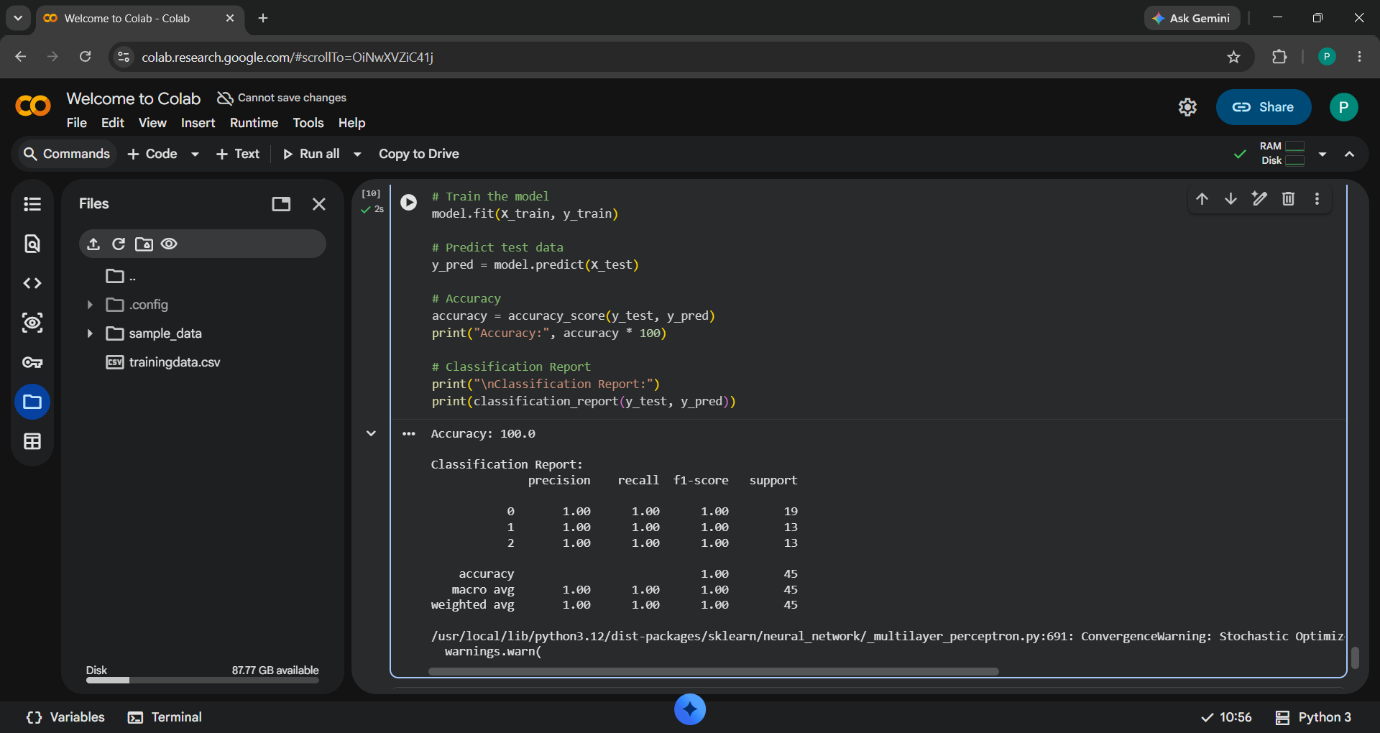 Welcome to Colab - Colab
Ask Gemini
colab.research.google.com/#scrollTo=OiNwXVZiC41j
P
Welcome to Colab
Cannot save changes
File Edit View Insert Runtime Tools Help
Share
P
Commands + Code + Text Run all Copy to Drive
RAM
Disk
Files
..
.config
sample_data
CSV trainingdata.csv
Disk 87.77 GB available
[10]
2s
# Train the model
model.fit(X_train, y_train)
# Predict test data
y_pred = model.predict(X_test)
# Accuracy
accuracy = accuracy_score(y_test, y_pred)
print("Accuracy:", accuracy * 100)
# Classification Report
print("\nClassification Report:")
print(classification_report(y_test, y_pred))
Accuracy: 100.0
Classification Report:
precision recall f1-score support
0 1.00 1.00 1.00 19
1 1.00 1.00 1.00 13
2 1.00 1.00 1.00 13
accuracy 1.00 45
macro avg 1.00 1.00 1.00 45
weighted avg 1.00 1.00 1.00 45
/usr/local/lib/python3.12/dist-packages/sklearn/neural_network/_multilayer_perceptron.py:691: ConvergenceWarning: Stochastic Optimiz
warnings.warn(
{} Variables
Terminal
10:56
Python 3